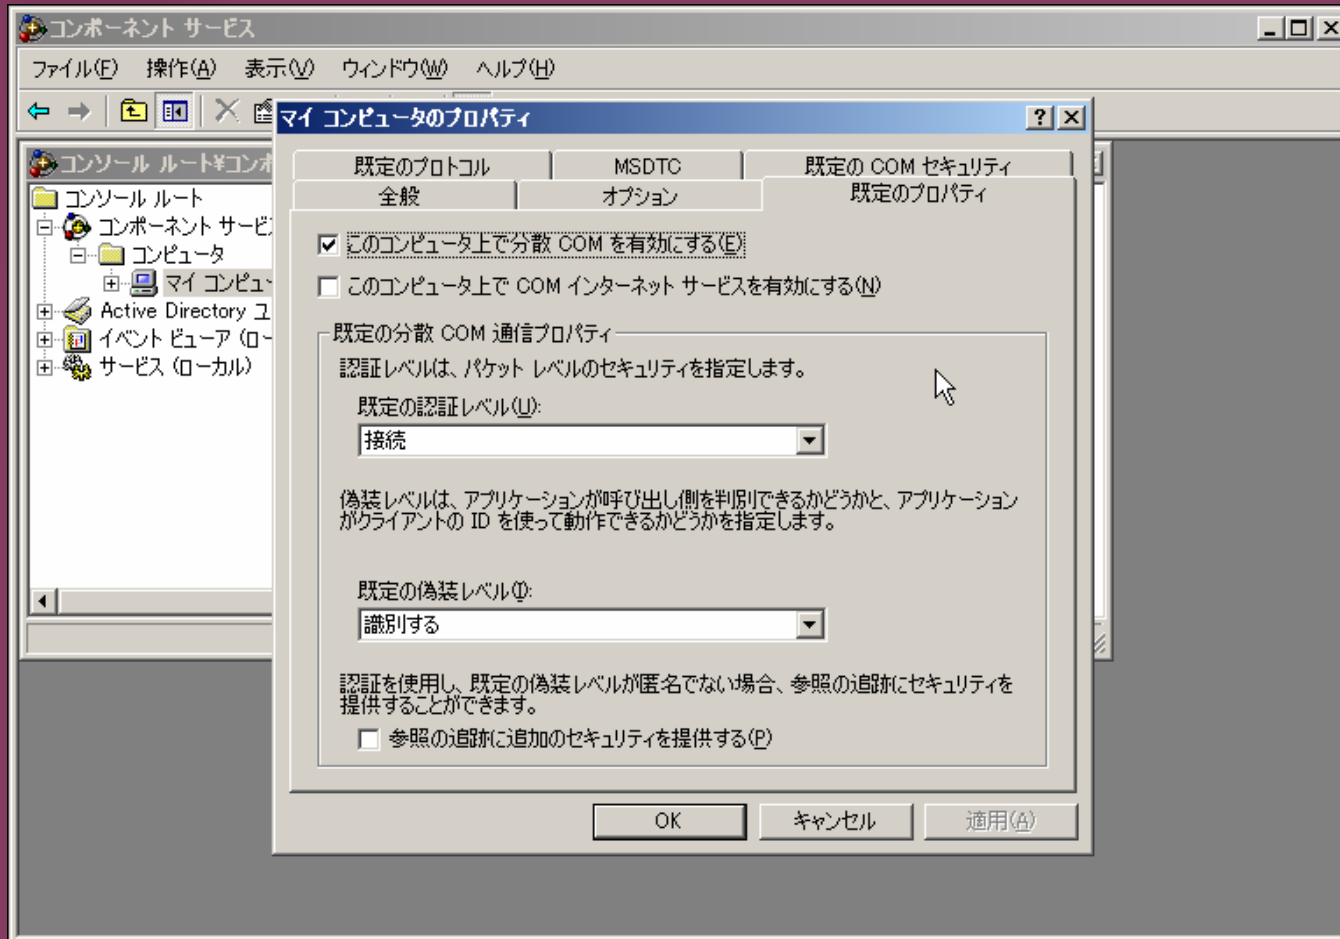 コンポーネント サービス
ファイル(F) 操作(A) 表示(V) ウィンドウ(W) ヘルプ(H)
マイ コンピュータのプロパティ
コンソール ルート¥コンポ
コンソール ルート
コンポーネント サービ
コンピュータ
マイ コンピュ
Active Directory ユ
イベント ビューア (ロー
サービス (ローカル)
既定のプロトコル MSDTC 既定の COM セキュリティ
全般 オプション 既定のプロパティ
このコンピュータ上で分散 COM を有効にする(E)
このコンピュータ上で COM インターネット サービスを有効にする(N)
既定の分散 COM 通信プロパティ
認証レベルは、パケット レベルのセキュリティを指定します。
既定の認証レベル(U):
接続
偽装レベルは、アプリケーションが呼び出し側を判別できるかどうかと、アプリケーション
がクライアントの ID を使って動作できるかどうかを指定します。
既定の偽装レベル(I):
識別する
認証を使用し、既定の偽装レベルが匿名でない場合、参照の追跡にセキュリティを
提供することができます。
参照の追跡に追加のセキュリティを提供する(P)
OK キャンセル 適用(A)